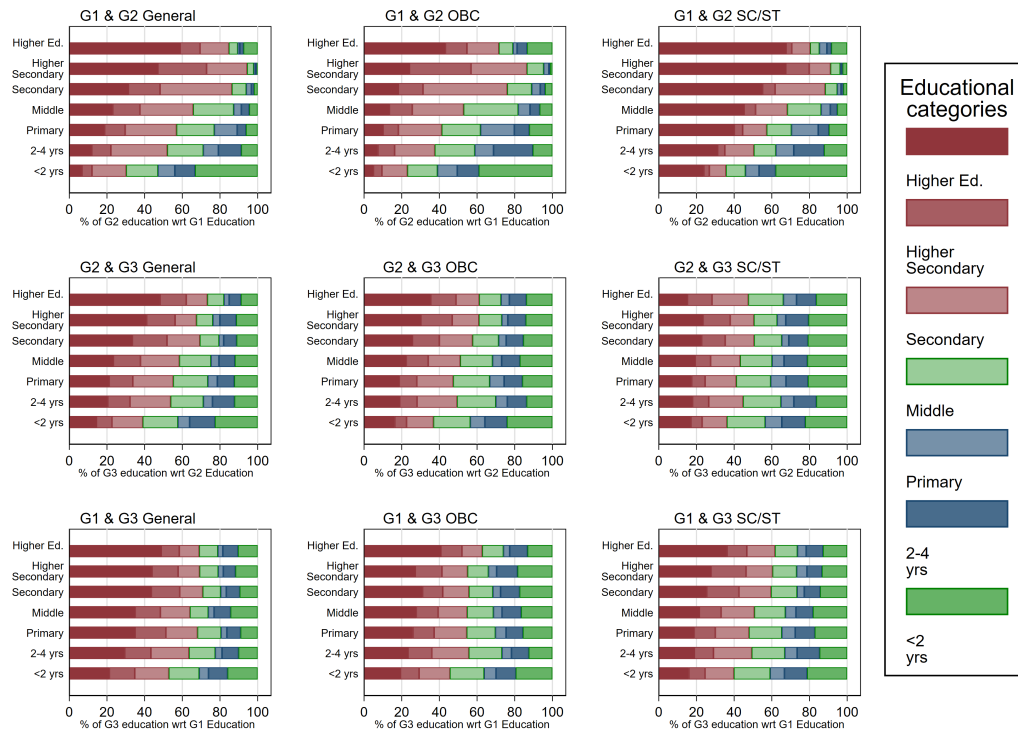 G1 & G2 General
Higher Ed.
Higher
Secondary
Secondary
Middle
Primary
2-4 yrs
<2 yrs
0 20 40 60 80 100
% of G2 education wrt G1 Education
G1 & G2 OBC
Higher Ed.
Higher
Secondary
Secondary
Middle
Primary
2-4 yrs
<2 yrs
0 20 40 60 80 100
% of G2 education wrt G1 Education
G1 & G2 SC/ST
Higher Ed.
Higher
Secondary
Secondary
Middle
Primary
2-4 yrs
<2 yrs
0 20 40 60 80 100
% of G2 education wrt G1 Education
G2 & G3 General
Higher Ed.
Higher
Secondary
Secondary
Middle
Primary
2-4 yrs
<2 yrs
0 20 40 60 80 100
% of G3 education wrt G2 Education
G2 & G3 OBC
Higher Ed.
Higher
Secondary
Secondary
Middle
Primary
2-4 yrs
<2 yrs
0 20 40 60 80 100
% of G3 education wrt G2 Education
G2 & G3 SC/ST
Higher Ed.
Higher
Secondary
Secondary
Middle
Primary
2-4 yrs
<2 yrs
0 20 40 60 80 100
% of G3 education wrt G2 Education
G1 & G3 General
Higher Ed.
Higher
Secondary
Secondary
Middle
Primary
2-4 yrs
<2 yrs
0 20 40 60 80 100
% of G3 education wrt G1 Education
G1 & G3 OBC
Higher Ed.
Higher
Secondary
Secondary
Middle
Primary
2-4 yrs
<2 yrs
0 20 40 60 80 100
% of G3 education wrt G1 Education
G1 & G3 SC/ST
Higher Ed.
Higher
Secondary
Secondary
Middle
Primary
2-4 yrs
<2 yrs
0 20 40 60 80 100
% of G3 education wrt G1 Education
Educational
categories
Higher Ed.
Higher
Secondary
Secondary
Middle
Primary
2-4
yrs
<2
yrs